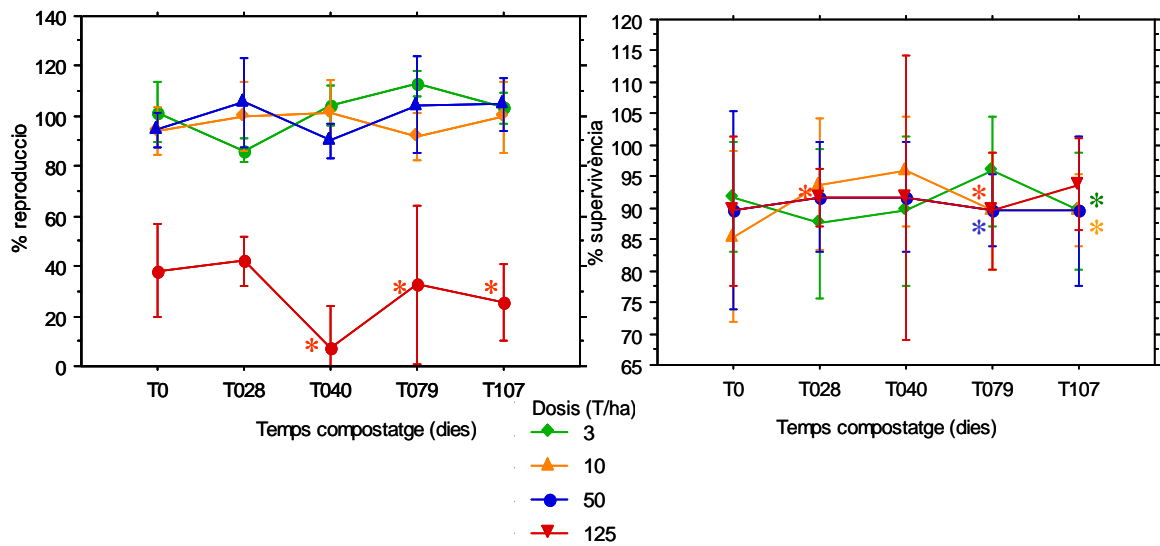 140
120
100
80
60
40
20
0
% reproduccio
T0 T028 T040 T079 T107
Temps compostatge (dies)
120
115
110
105
100
95
90
85
80
75
70
65
% supervivència
T0 T028 T040 T079 T107
Temps compostatge (dies)
* * *
* * * * *
Dosis (T/ha)
3
10
50
125